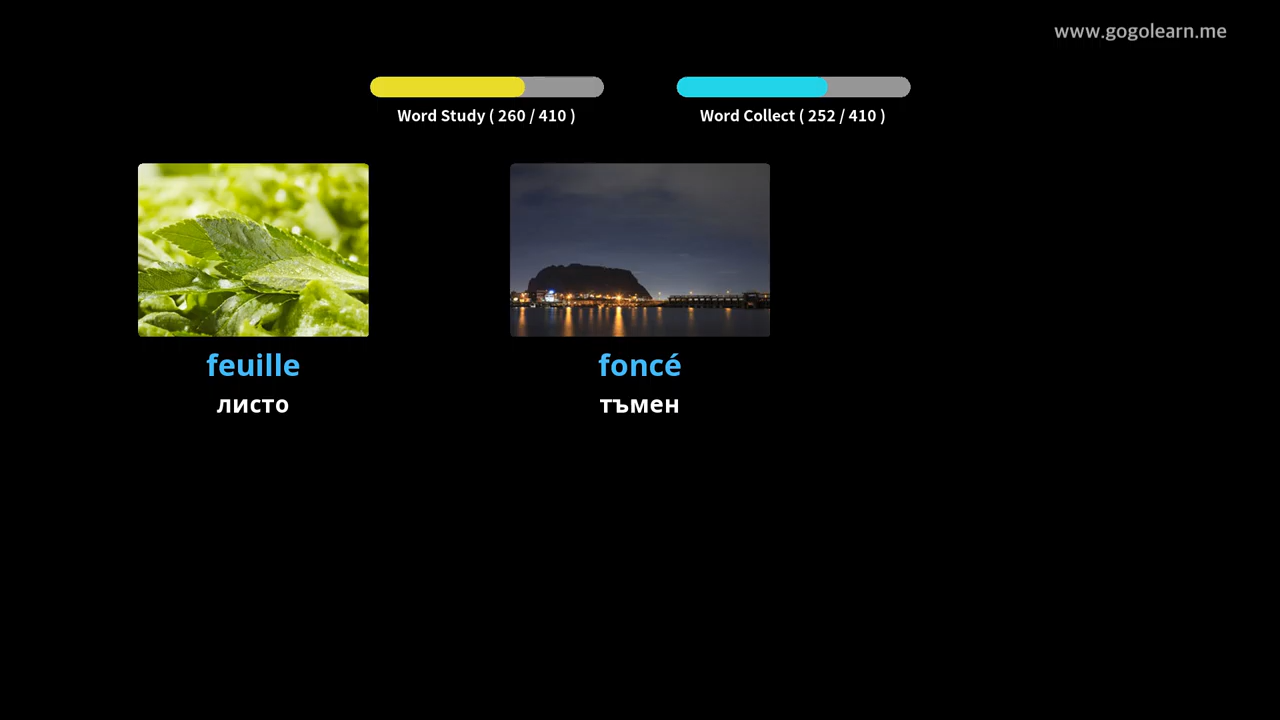 www.gogolearn.me
Word Study ( 260 / 410 )
Word Collect ( 252 / 410 )
feuille
листо
foncé
тъмен